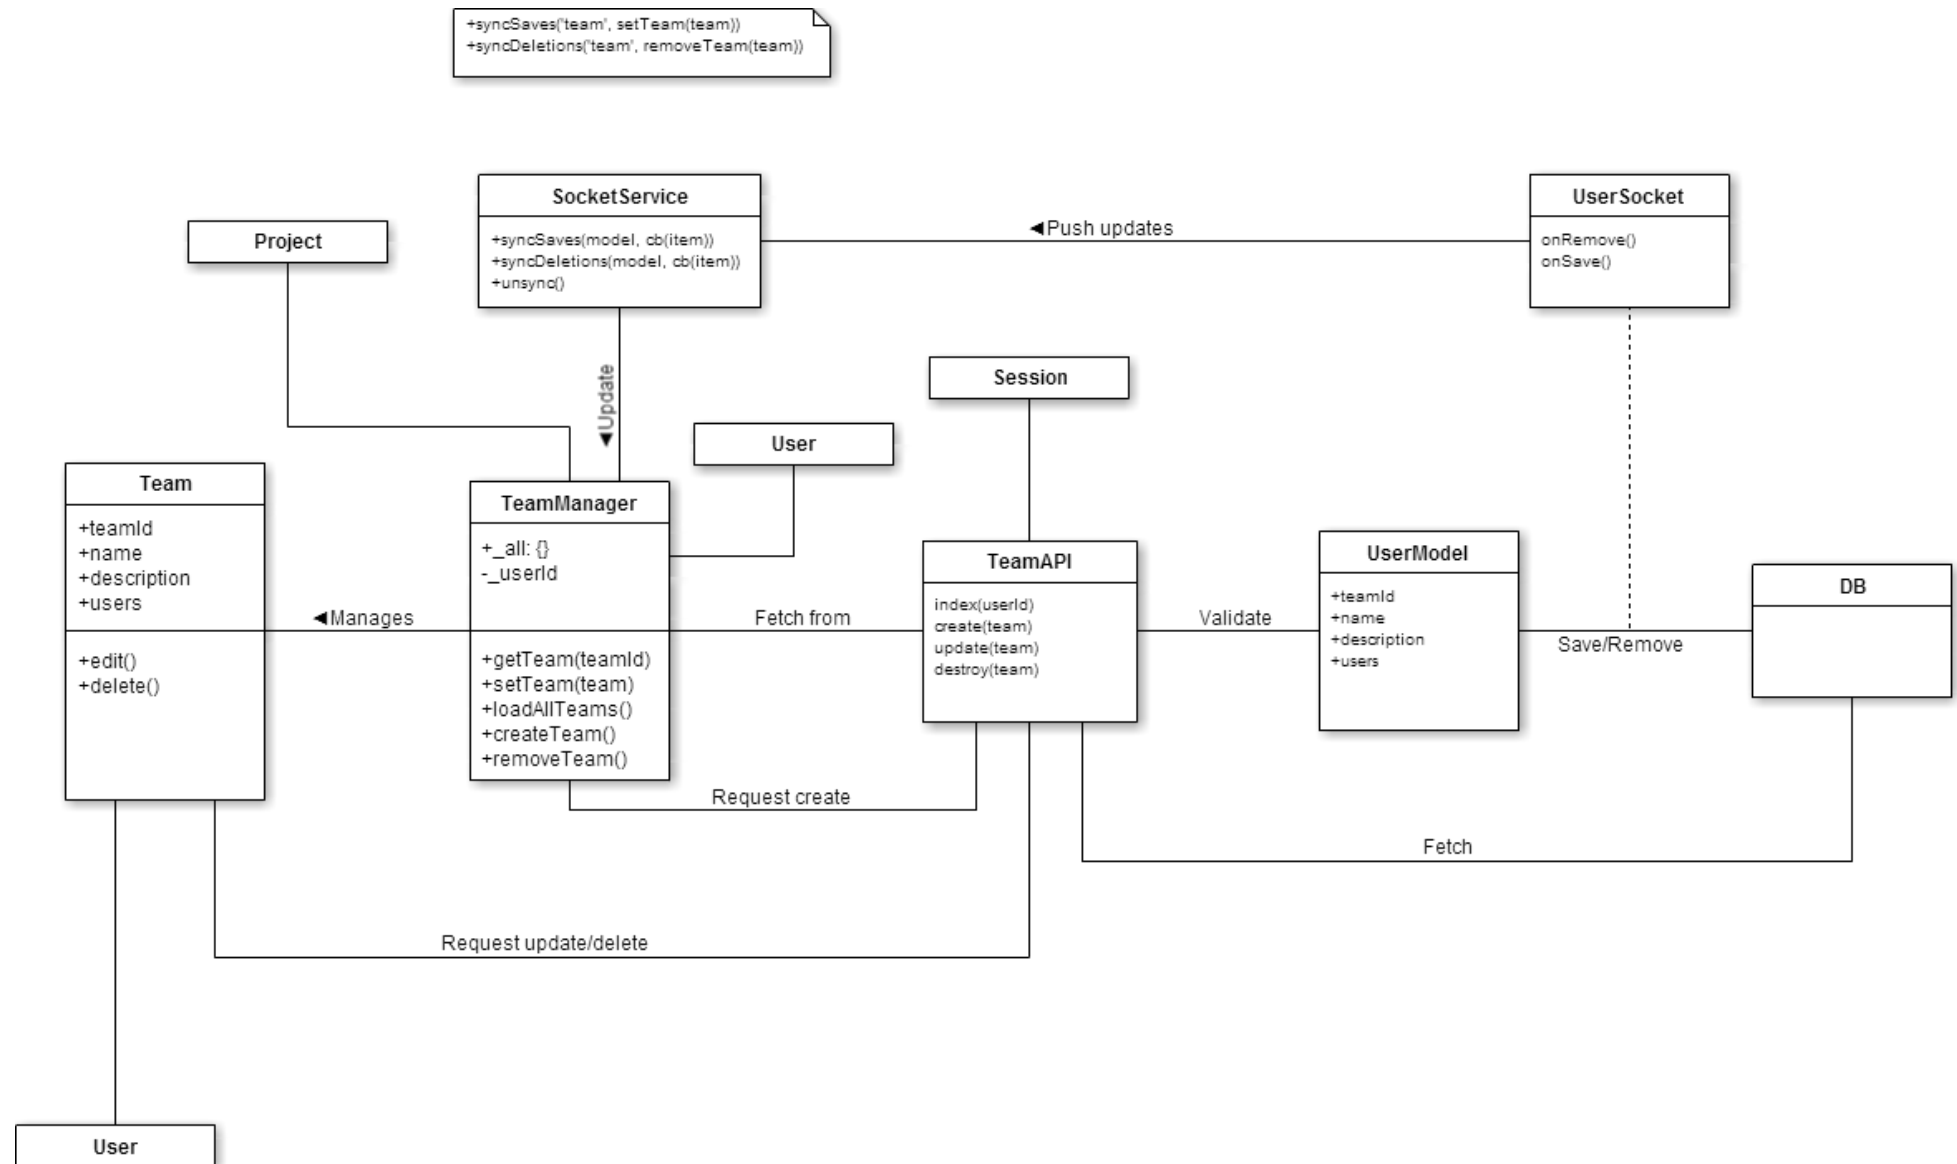 +syncSaves('team', setTeam(team))
+syncDeletions('team', removeTeam(team))
SocketService
+syncSaves(model, cb(item))
+syncDeletions(model, cb(item))
+unsync()
◄Push updates
UserSocket
onRemove()
onSave()
Project
◄Update
Session
User
Team
+teamId
+name
+description
+users
+edit()
+delete()
◄Manages
TeamManager
+_all: {}
-_userId
+getTeam(teamId)
+setTeam(team)
+loadAllTeams()
+createTeam()
+removeTeam()
Fetch from
TeamAPI
index(userId)
create(team)
update(team)
destroy(team)
Validate
UserModel
+teamId
+name
+description
+users
Save/Remove
DB
Request create
Fetch
Request update/delete
User